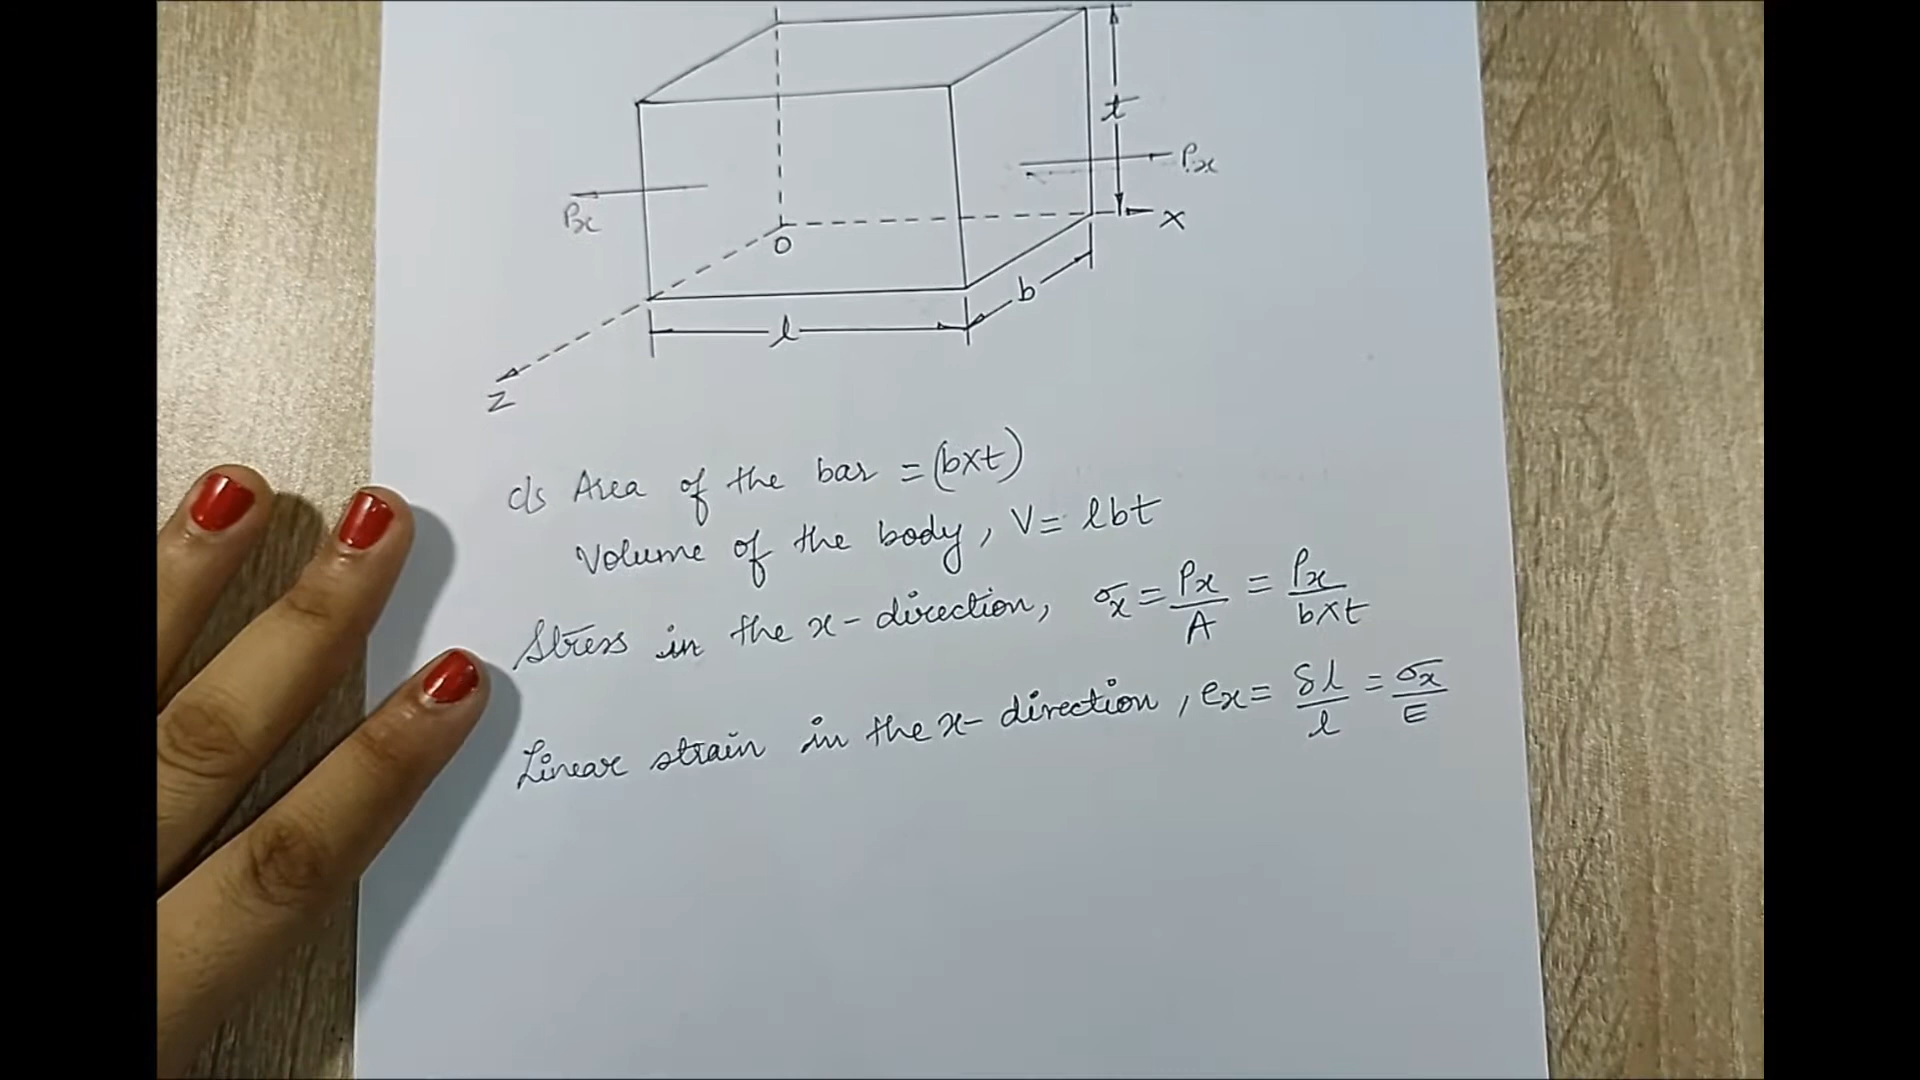 t
Px
Px
X
O
b
l
Z
c/s Area of the bar = (b×t)
Volume of the body, V = lbt
Stress in the x-direction, σx = Px/A = Px/b×t
Linear strain in the x-direction, ex = δl/l = σx/E